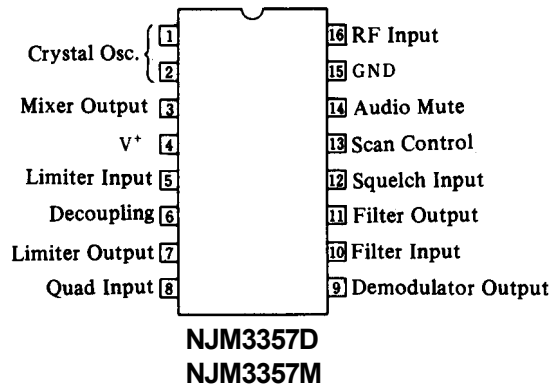 1 16 RF Input
Crystal Osc.
2 15 GND
Mixer Output 3 14 Audio Mute
V+ 4 13 Scan Control
Limiter Input 5 12 Squelch Input
Decoupling 6 11 Filter Output
Limiter Output 7 10 Filter Input
Quad Input 8 9 Demodulator Output
NJM3357D
NJM3357M